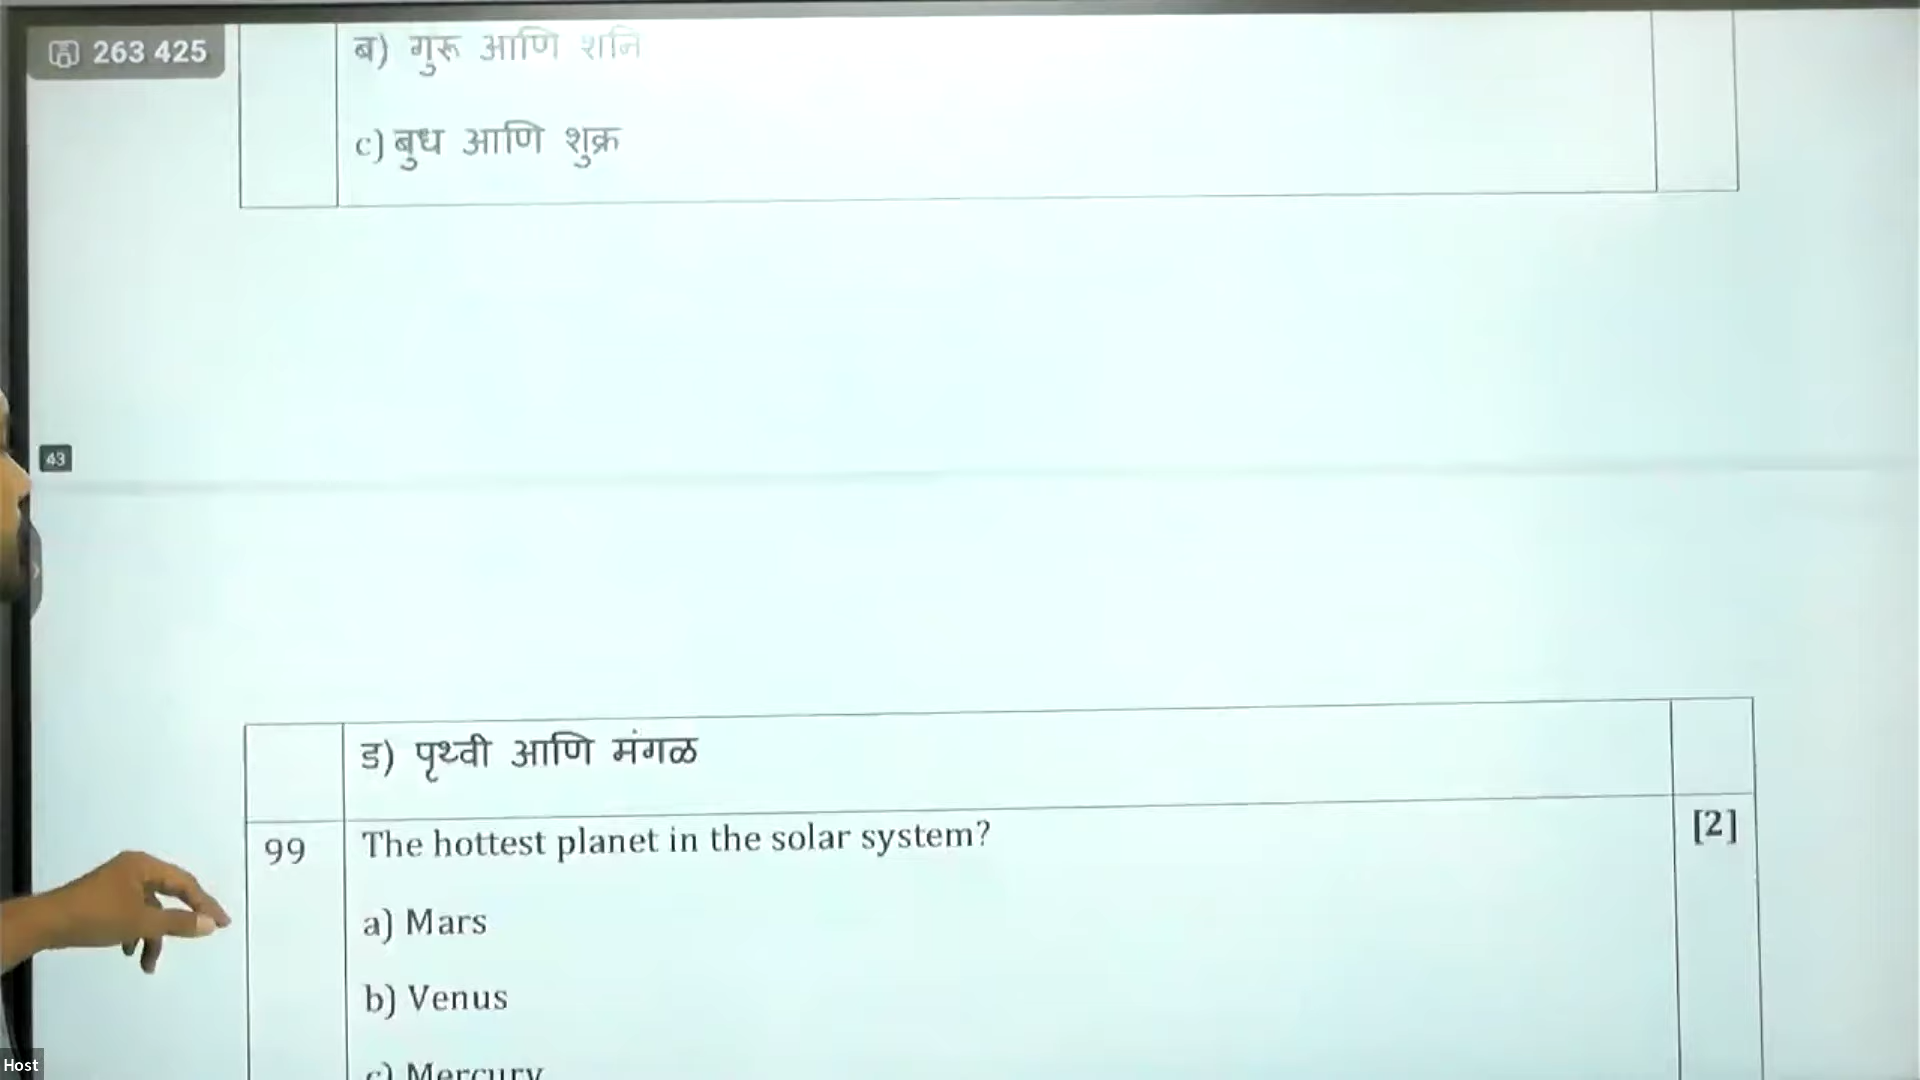 263 425
ब) गुरू आणि शनि
c) बुध आणि शुक्र
43
ड) पृथ्वी आणि मंगळ
99 The hottest planet in the solar system? [2]
a) Mars
b) Venus
c) Mercury
Host